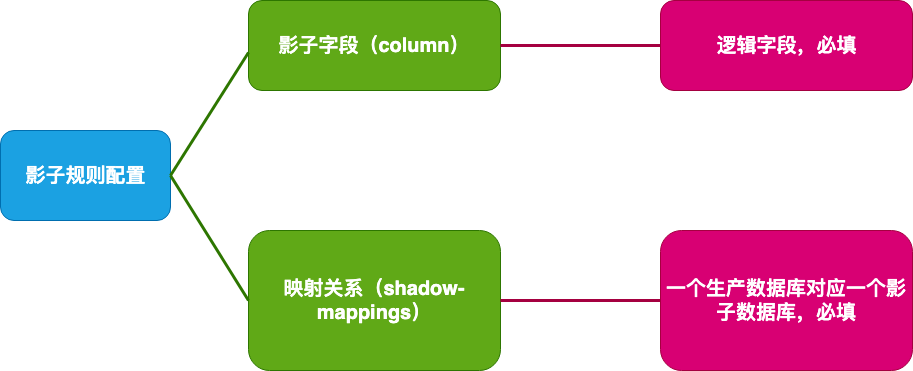 影子字段（column）
逻辑字段，必填
影子规则配置
映射关系（shadow-
mappings）
一个生产数据库对应一个影
子数据库，必填